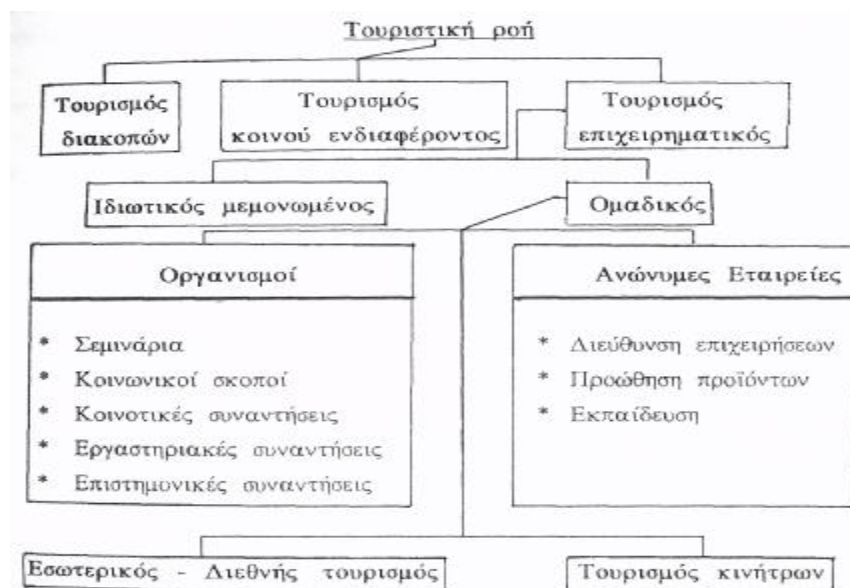 Τουριστική ροή
Τουρισμός
διακοπών
Τουρισμός
κοινού ενδιαφέροντος
Τουρισμός
επιχειρηματικός
Ιδιωτικός μεμονωμένος
Ομαδικός
Οργανισμοί
* Σεμινάρια
* Κοινωνικοί σκοποί
* Κοινοτικές συναντήσεις
* Εργαστηριακές συναντήσεις
* Επιστημονικές συναντήσεις
Ανώνυμες Εταιρείες
* Διεύθυνση επιχειρήσεων
* Προώθηση προϊόντων
* Εκπαίδευση
Εσωτερικός - Διεθνής τουρισμός
Τουρισμός κινήτρων